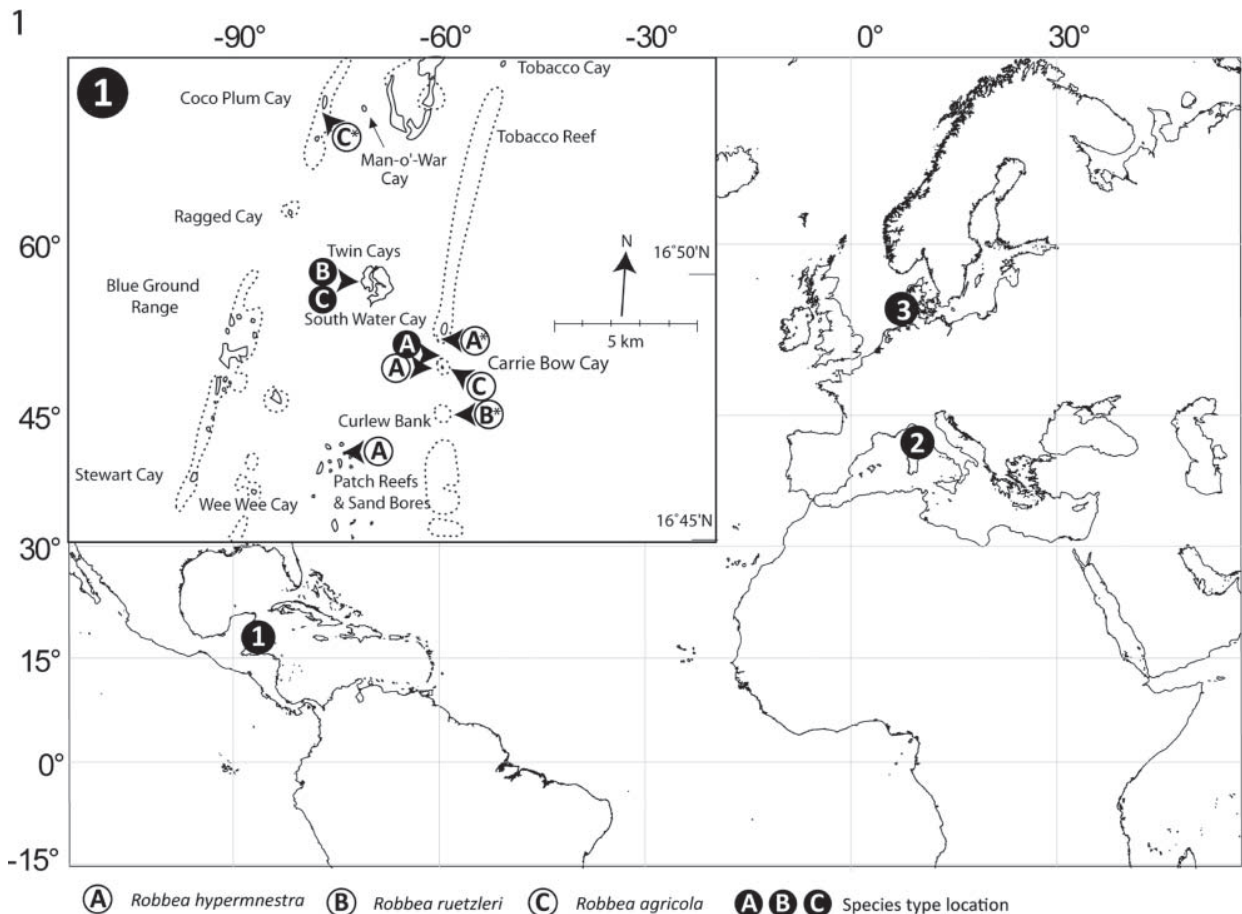 1
-90° -60° -30° 0° 30°
1
Tobacco Cay
Coco Plum Cay
C*
Man-o'-War
Cay
Tobacco Reef
Ragged Cay
60°
Twin Cays
N
16°50'N
B
C
Blue Ground
Range
South Water Cay
5 km
3
A
A*
A
Carrie Bow Cay
C
45°
Curlew Bank
B*
A
2
Stewart Cay
Wee Wee Cay
Patch Reefs
& Sand Bores
16°45'N
30°
1
15°
0°
-15°
A Robbea hypermnestra B Robbea ruetzleri C Robbea agricola A B C Species type location